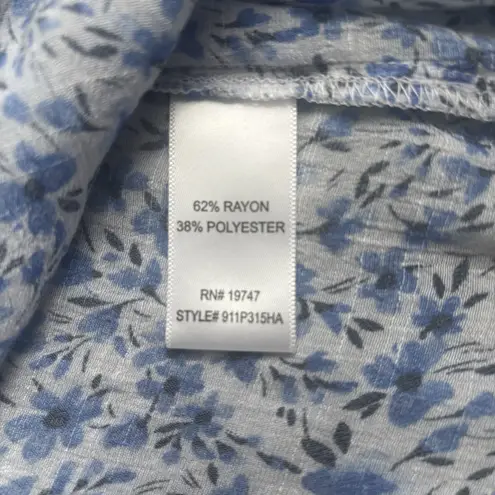 62% RAYON
38% POLYESTER
RN# 19747
STYLE# 911P315HA